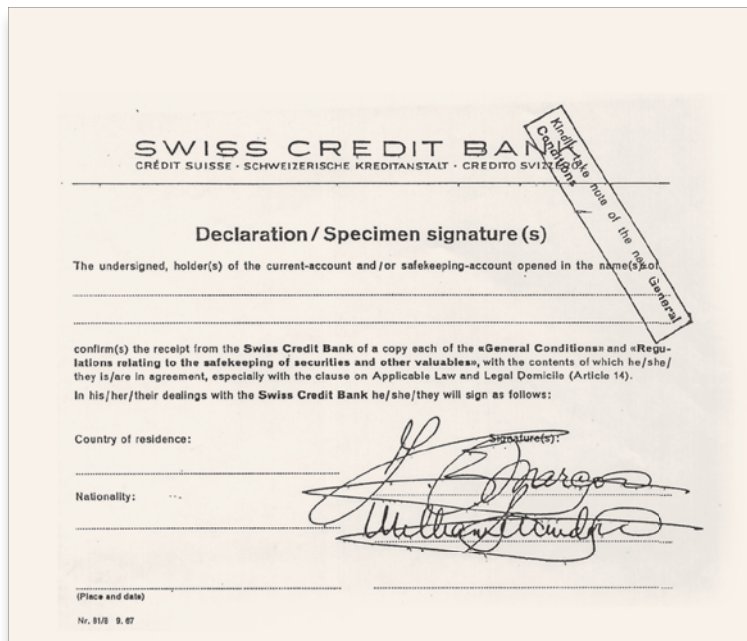 SWISS CREDIT BANK
CRÉDIT SUISSE · SCHWEIZERISCHE KREDITANSTALT · CREDITO SVIZZERO
Kindly take note of the new General
Conditions
Declaration / Specimen signature (s)
The undersigned, holder(s) of the current-account and/or safekeeping-account opened in the name(s) of
confirm(s) the receipt from the Swiss Credit Bank of a copy each of the «General Conditions» and «Regu-
lations relating to the safekeeping of securities and other valuables», with the contents of which he/she/
they is/are in agreement, especially with the clause on Applicable Law and Legal Domicile (Article 14).
In his/her/their dealings with the Swiss Credit Bank he/she/they will sign as follows:
Country of residence:
Signature(s):
Marcos
Nationality:
William Saunders
(Place and date)
Nr. 81/8 9. 67